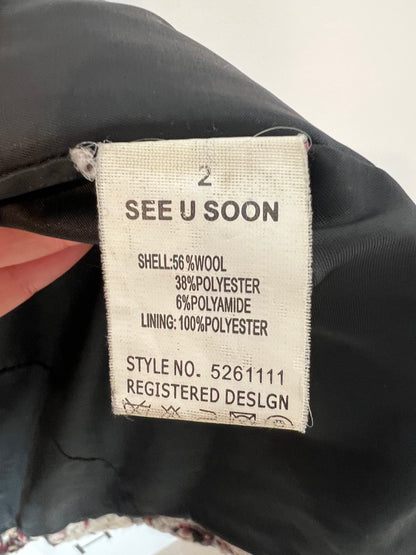 2
SEE U SOON
SHELL:56%WOOL
38%POLYESTER
6%POLYAMIDE
LINING:100%POLYESTER
STYLE NO. 5261111
REGISTERED DESLGN